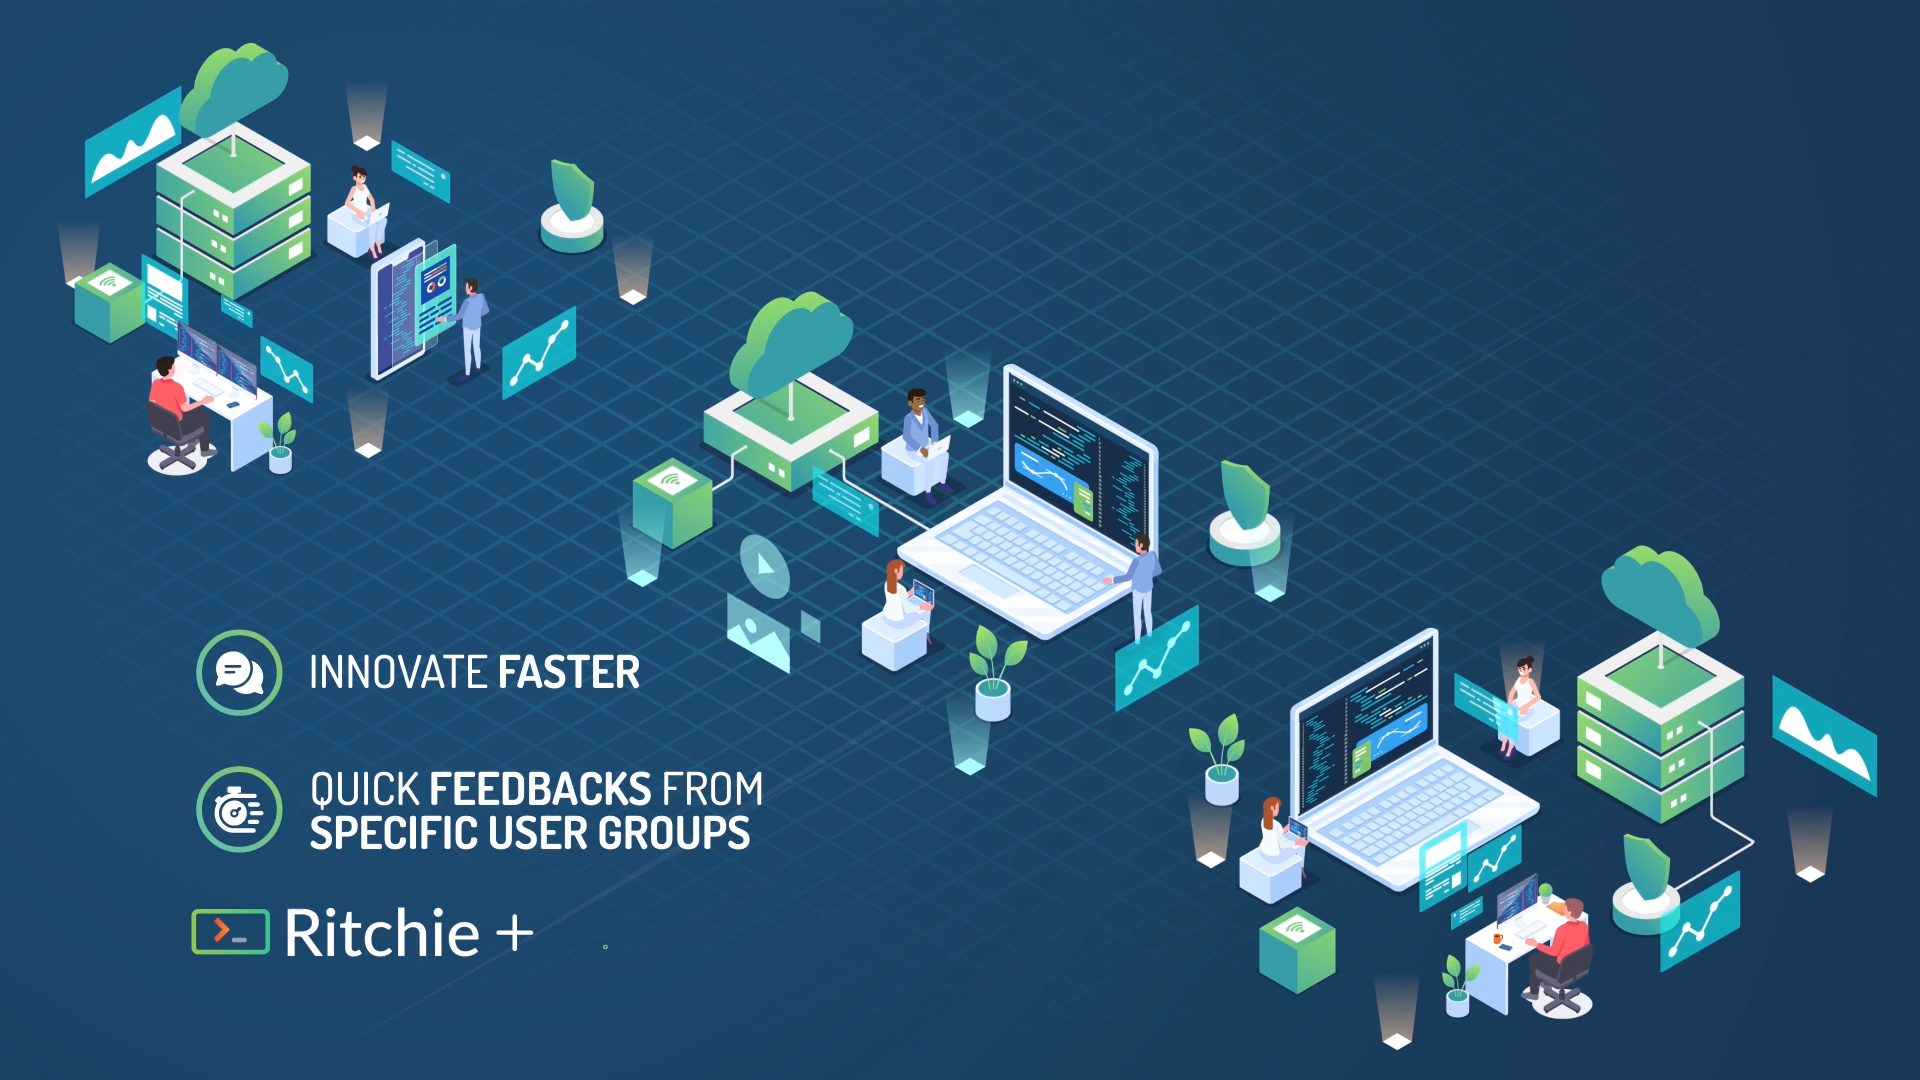 INNOVATE FASTER
QUICK FEEDBACKS FROM
SPECIFIC USER GROUPS
Ritchie +